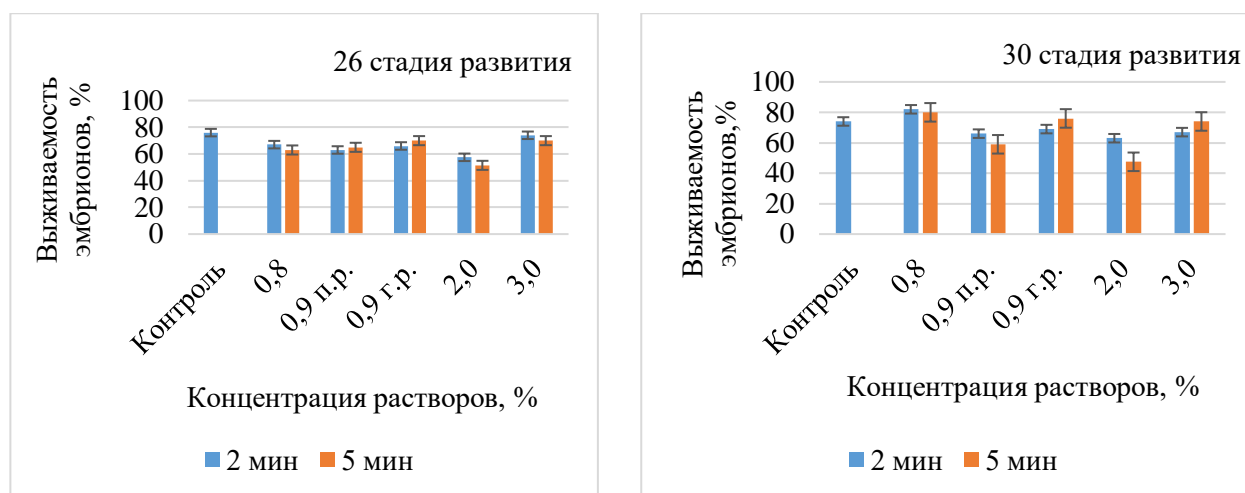 26 стадия развития
Выживаемость
эмбрионов, %
100
80
60
40
20
0
Контроль
0,8
0,9 п.р.
0,9 г.р.
2,0
3,0
Концентрация растворов, %
2 мин
5 мин
30 стадия развития
Выживаемость
эмбрионов,%
100
80
60
40
20
0
Контроль
0,8
0,9 п.р.
0,9 г.р.
2,0
3,0
Концентрация растворов, %
2 мин
5 мин